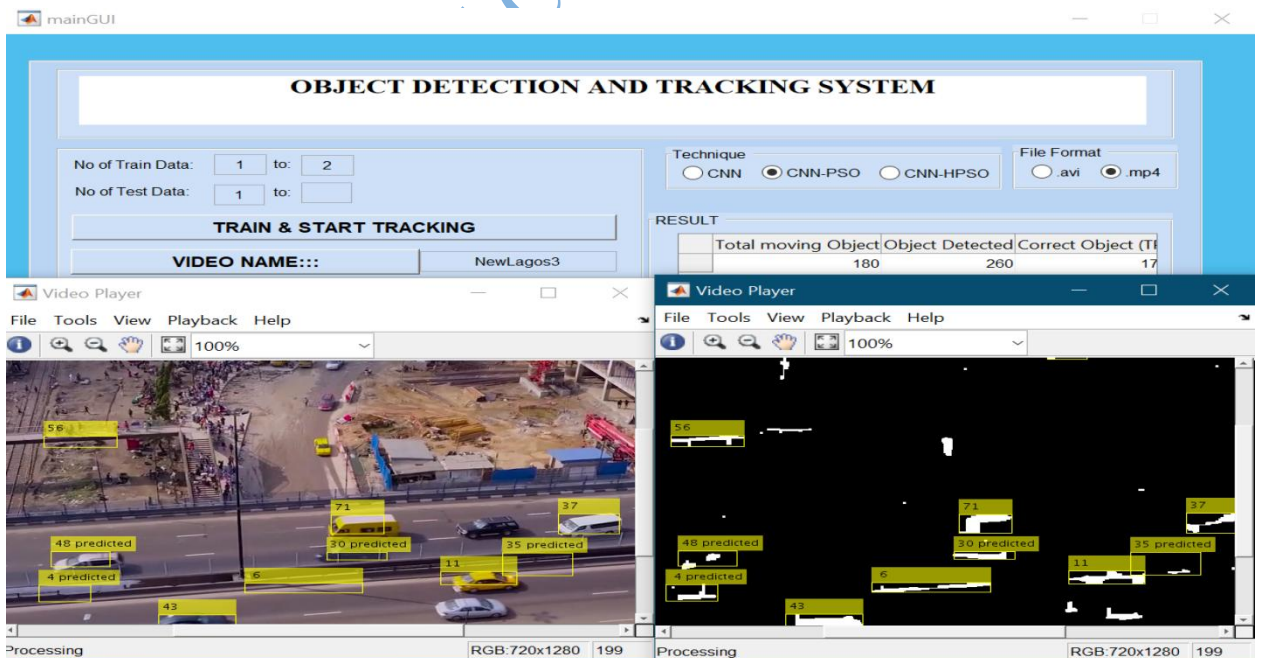 mainGUI
OBJECT DETECTION AND TRACKING SYSTEM
No of Train Data: 1 to: 2
No of Test Data: 1 to:
TRAIN & START TRACKING
VIDEO NAME::: NewLagos3
Technique
CNN CNN-PSO CNN-HPSO
File Format
.avi .mp4
RESULT
Total moving Object Object Detected Correct Object (TF
180 260 17
Video Player
File Tools View Playback Help
100%
56
71
37
48 predicted
30 predicted
35 predicted
4 predicted
6
11
43
Processing RGB:720x1280 199
Video Player
File Tools View Playback Help
100%
56
71
37
48 predicted
30 predicted
35 predicted
4 predicted
6
11
43
Processing RGB:720x1280 199